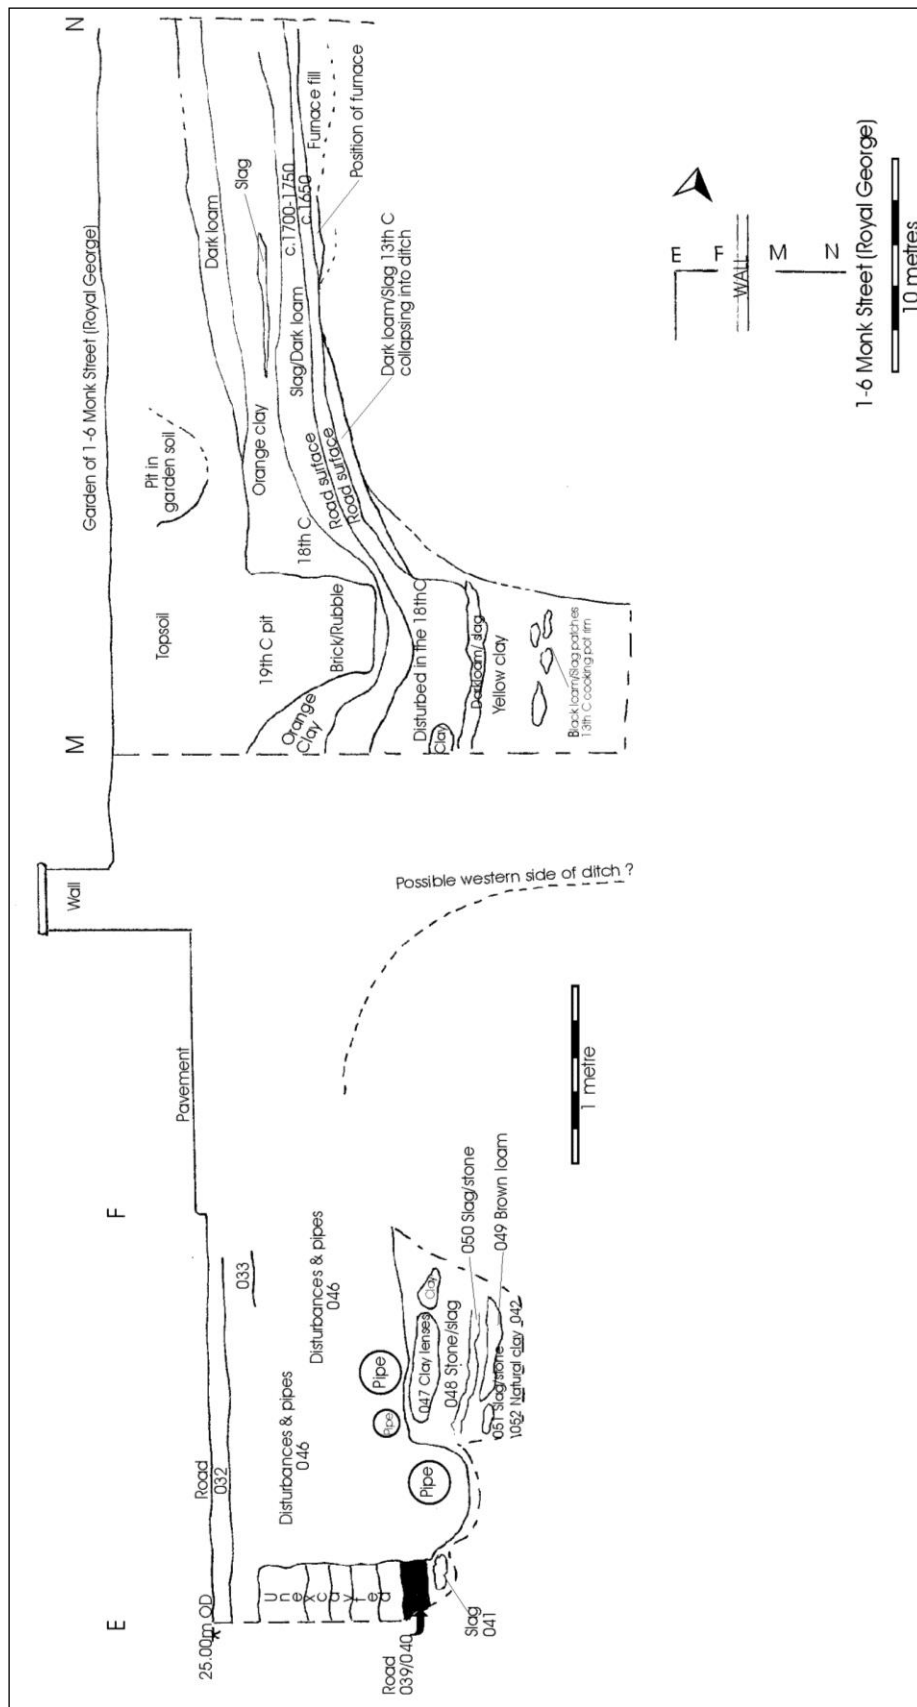 E
F
M
N
25.00m OD
Road
032
033
Pavement
Wall
Garden of 1-6 Monk Street (Royal George)
Disturbances & pipes
046
Disturbances & pipes
046
Unexcavated
Road
039/040
Slag
041
Pipe
Pipe
Pipe
047 Clay lenses
Clay
048 Stone/slag
050 Slag/stone
049 Brown loam
051 Slag/stone
1052 Natural clay 042
Possible western side of ditch ?
1 metre
Topsoil
Pit in
garden soil
19th C pit
Brick/Rubble
Orange
Clay
18th C
Orange clay
Dark loam
Slag
c.1700-1750
c.1650
Slag/Dark loam
Road surface
Road surface
Furnace fill
Position of furnace
Dark loam/Slag 13th C
collapsing into ditch
Disturbed in the 18thC
Clay
Darkloam/ slag
Yellow clay
Black loam/Slag patches
13th C cooking pot rim
E F
WALL
M N
1-6 Monk Street (Royal George)
10 metres